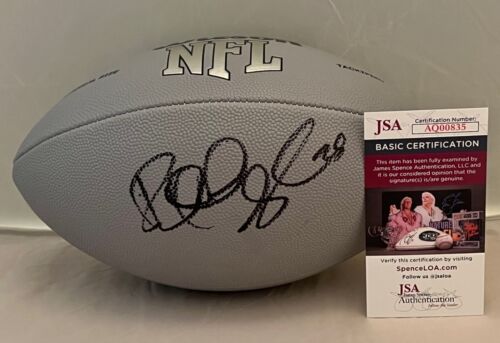 NFL
28
JSA
Certification Number:
AQ00835
BASIC CERTIFICATION
This item has been fully examined by
James Spence Authentication, LLC and it
is our considered opinion that the
signature(s) is/are genuine.
Verify this certification by visiting
SpenceLOA.com
Follow us @jsaloa
JSA
Authentication